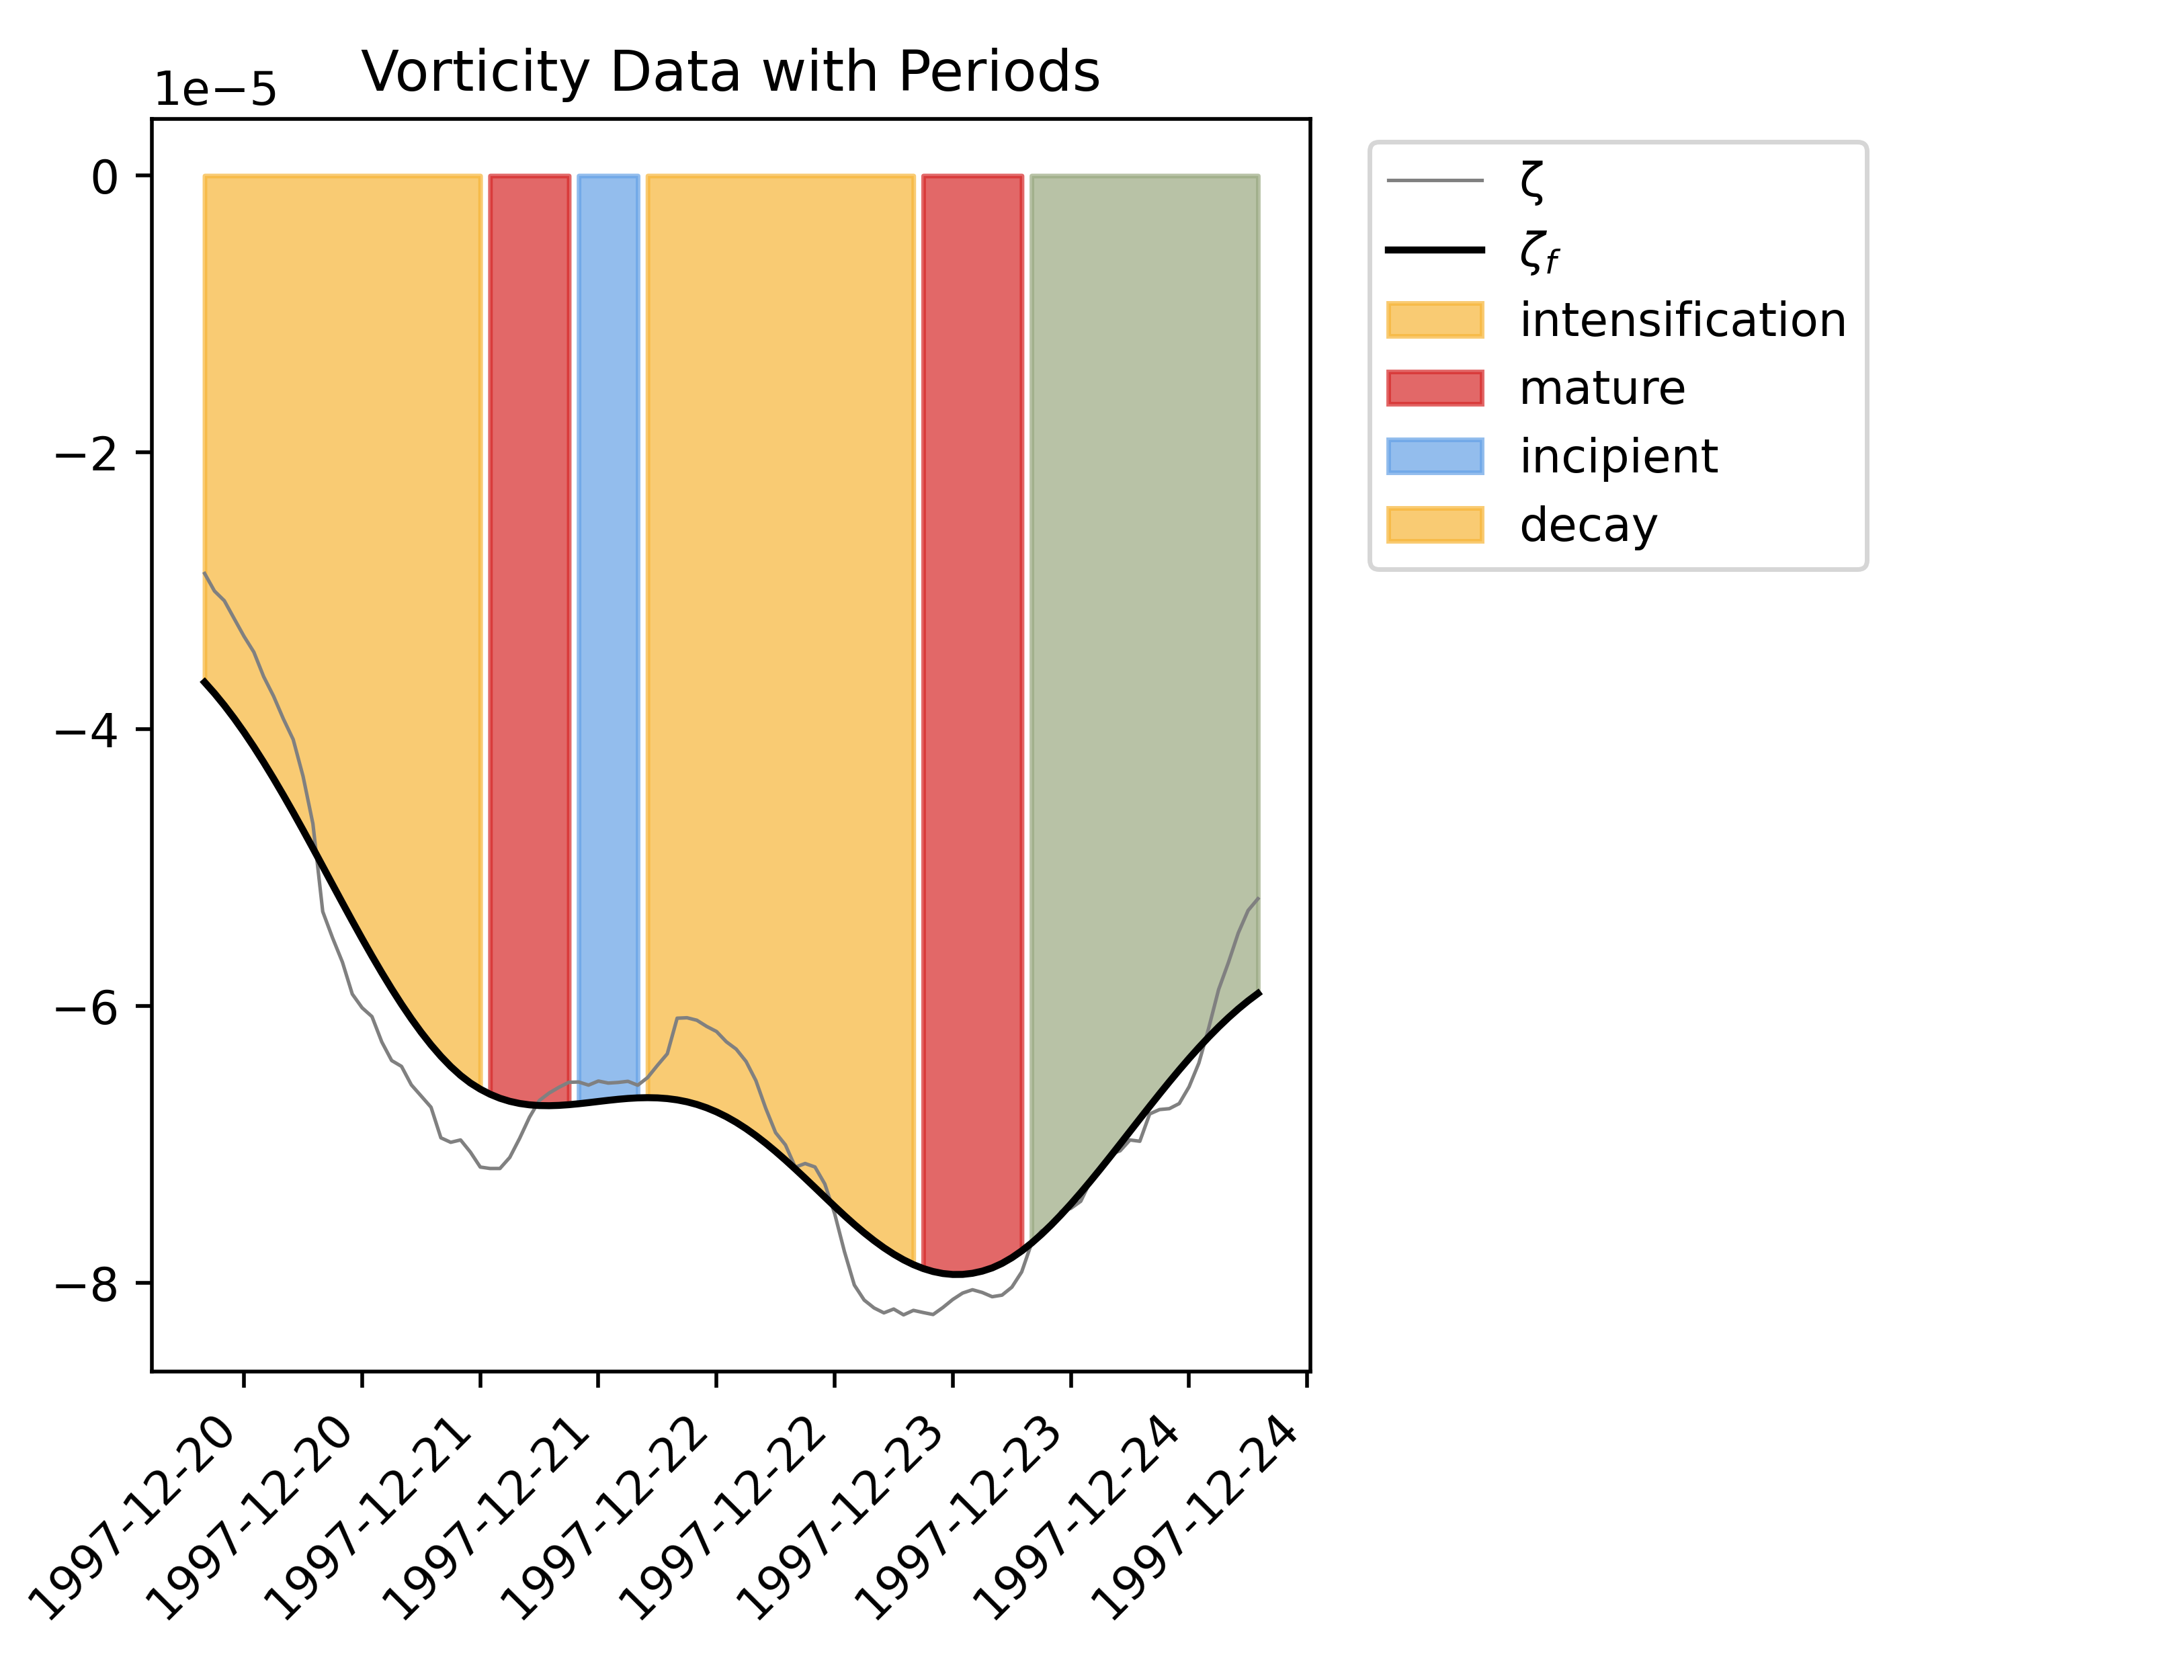 Vorticity Data with Periods
1e−5
0
−2
−4
−6
−8
1997-12-20
1997-12-20
1997-12-21
1997-12-21
1997-12-22
1997-12-22
1997-12-23
1997-12-23
1997-12-24
1997-12-24
ζ
ζf
intensification
mature
incipient
decay